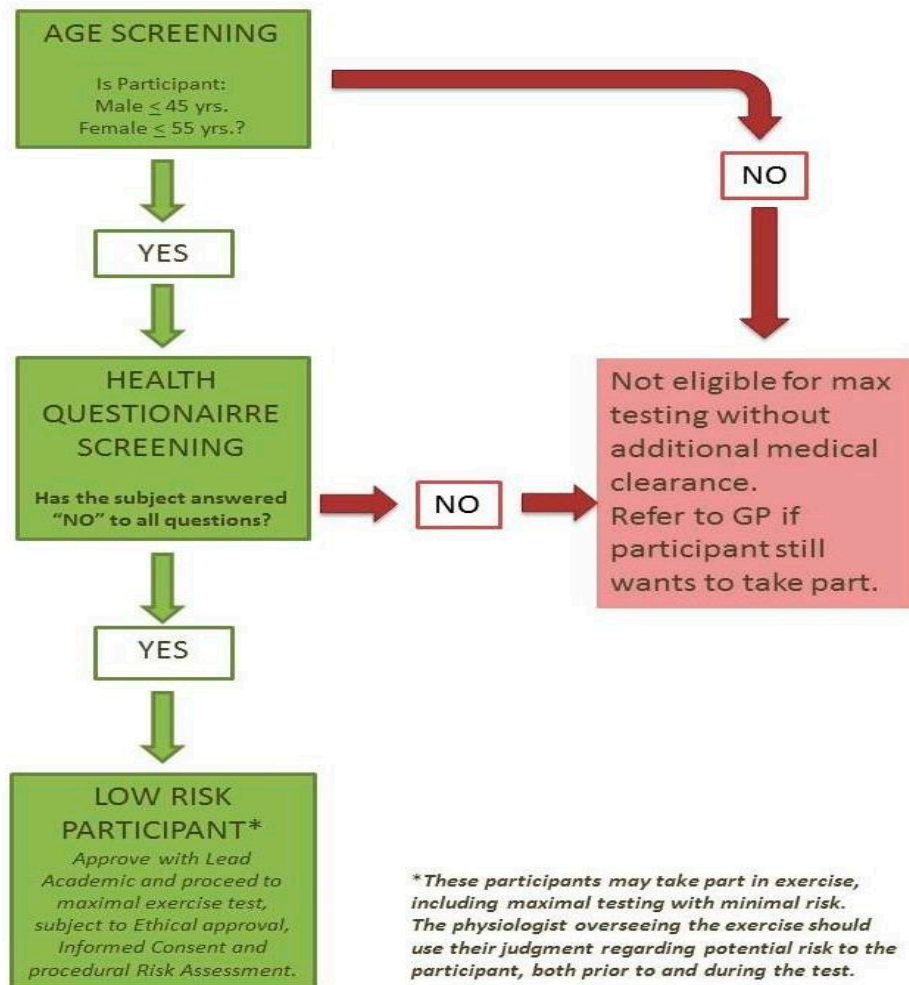 AGE SCREENING
Is Participant:
Male ≤ 45 yrs.
Female ≤ 55 yrs.?
NO
YES
HEALTH
QUESTIONAIRRE
SCREENING
Has the subject answered
“NO” to all questions?
NO
Not eligible for max
testing without
additional medical
clearance.
Refer to GP if
participant still
wants to take part.
YES
LOW RISK
PARTICIPANT*
Approve with Lead
Academic and proceed to
maximal exercise test,
subject to Ethical approval,
Informed Consent and
procedural Risk Assessment.
*These participants may take part in exercise,
including maximal testing with minimal risk.
The physiologist overseeing the exercise should
use their judgment regarding potential risk to the
participant, both prior to and during the test.